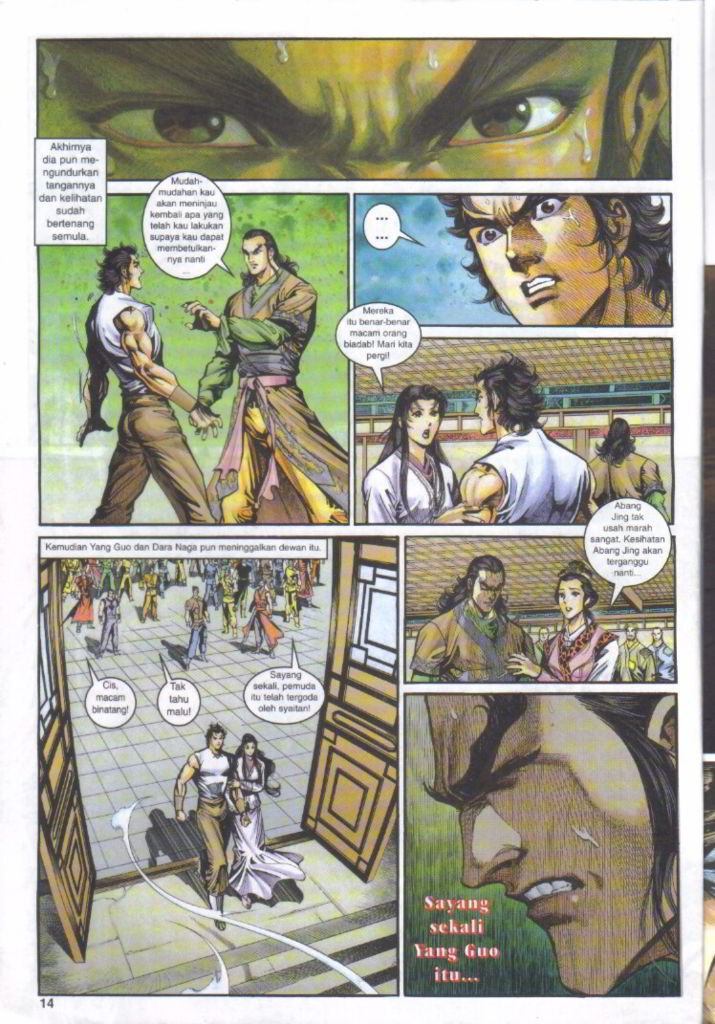 Akhirnya
dia pun me-
ngundurkan
tangannya
dan kelihatan
sudah
bertenang
semula.
Mudah-
mudahan kau
akan meninjau
kembali apa yang
telah kau lakukan
supaya kau dapat
membetulkan-
nya nanti
...
...
...
Mereka
itu benar-benar
macam orang
biadab! Mari kita
pergi!
Abang
Jing tak
usah marah
sangat. Kesihatan
Abang Jing akan
terganggu
nanti...
Kemudian Yang Guo dan Dara Naga pun meninggalkan dewan itu.
Cis,
macam
binatang!
Tak
tahu
malu!
Sayang
sekali, pemuda
itu telah tergoda
oleh syaitan!
Sayang
sekali
Yang Guo
itu...
14